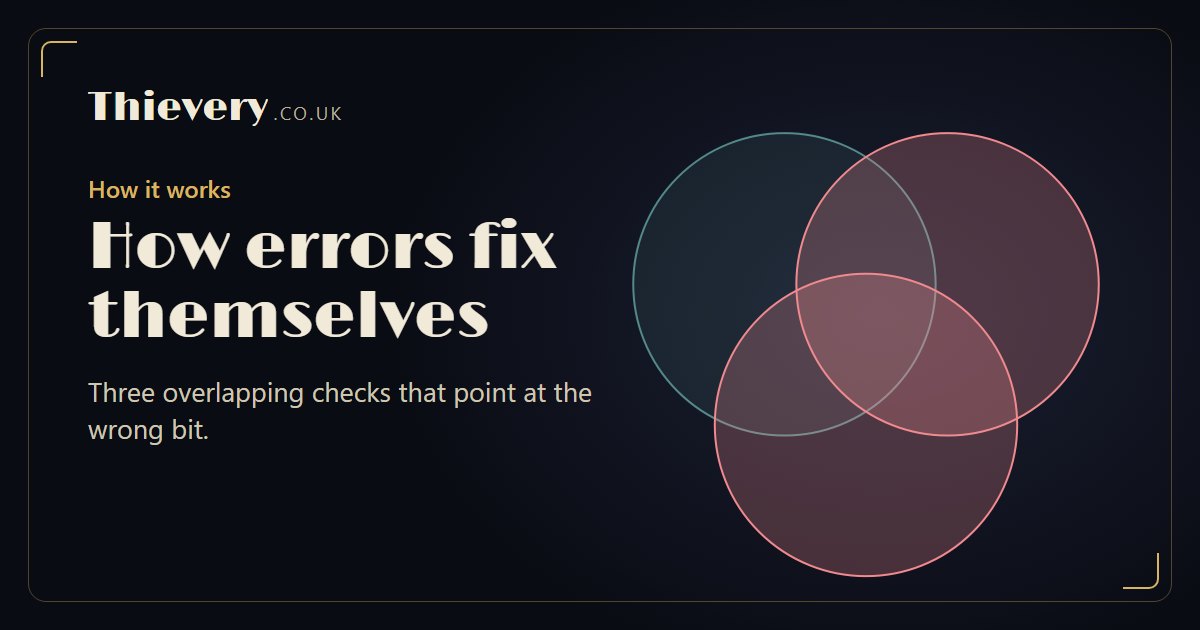 Thievery.CO.UK
How it works
How errors fix
themselves
Three overlapping checks that point at the
wrong bit.